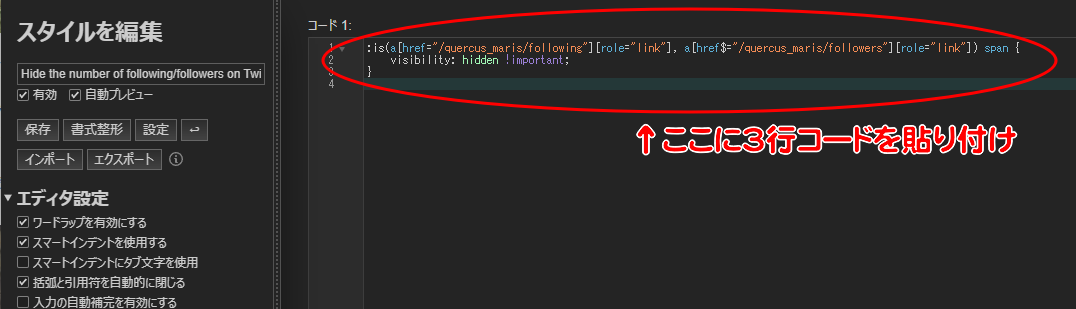 スタイルを編集
Hide the number of following/followers on Twi
有効 自動プレビュー
保存 書式整形 設定 ↩
インポート エクスポート
エディタ設定
ワードラップを有効にする
スマートインデントを使用する
スマートインデントにタブ文字を使用
括弧と引用符を自動的に閉じる
入力の自動補完を有効にする
コード 1:
1 :is(a[href="/quercus_maris/following"][role="link"], a[href$="/quercus_maris/followers"][role="link"]) span {
2 visibility: hidden !important;
3 }
4
↑ここに3行コードを貼り付け